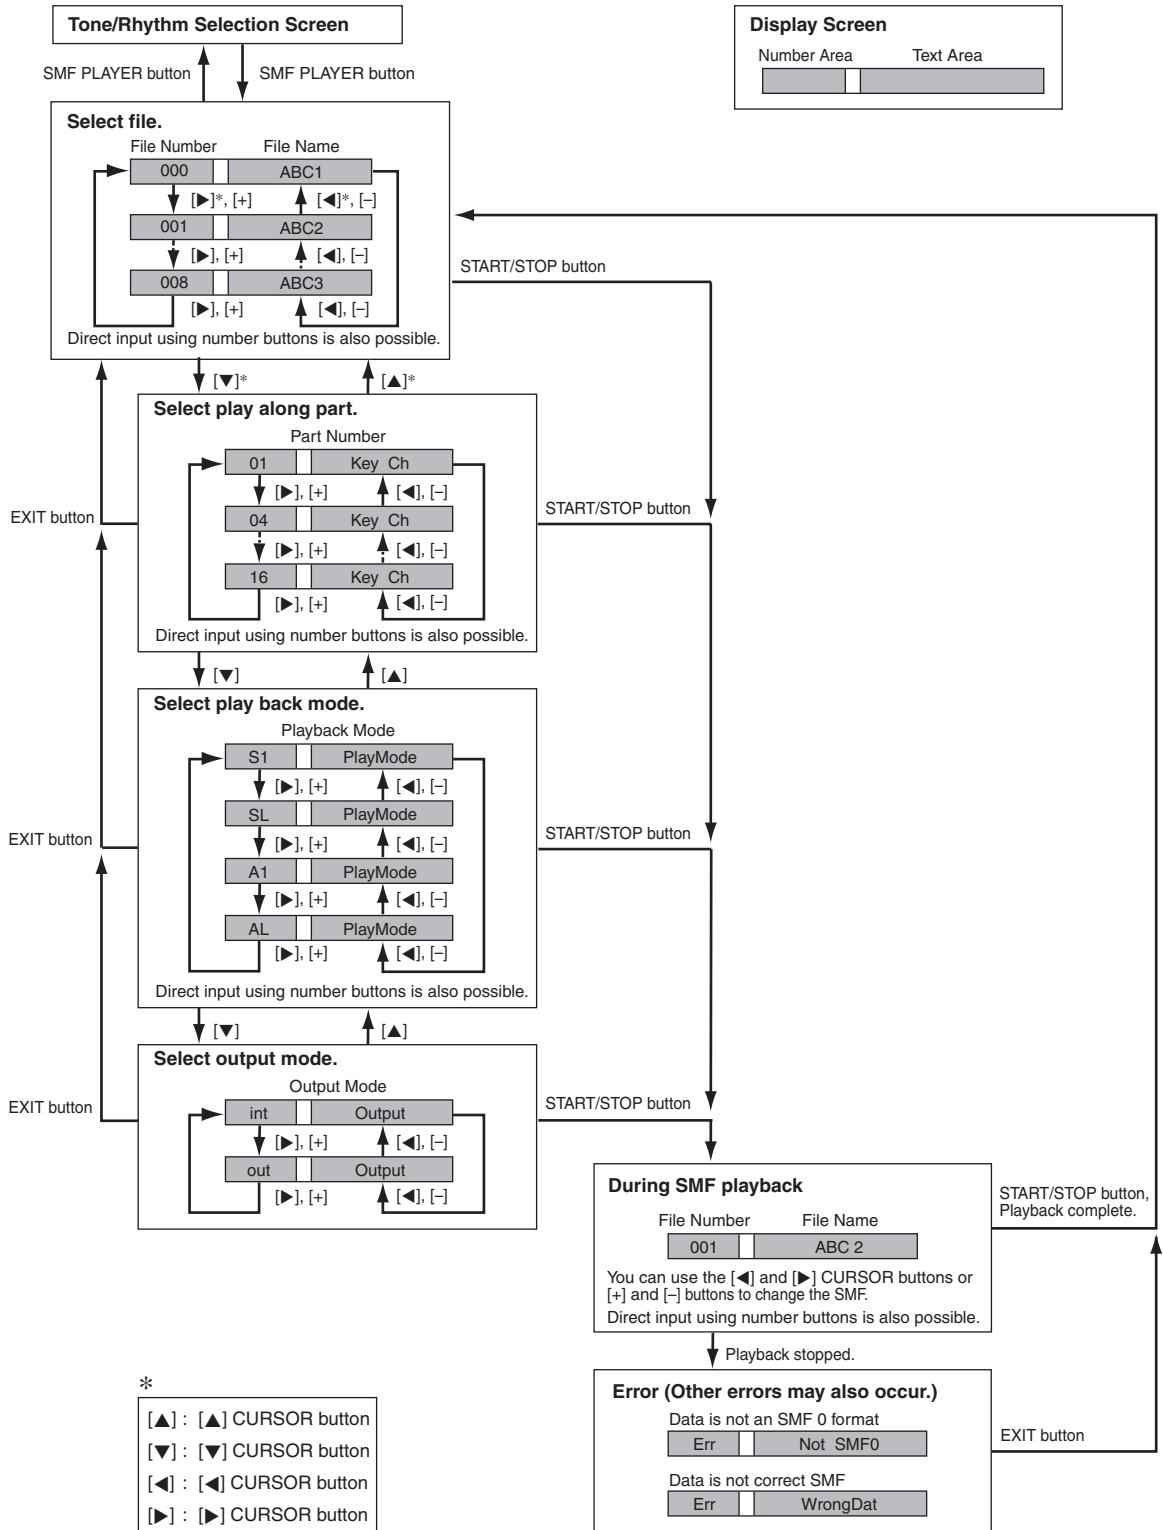 Tone/Rhythm Selection Screen
SMF PLAYER button
SMF PLAYER button
Display Screen
Number Area Text Area
Select file.
File Number File Name
000 ABC1
[▶]*, [+] [◀]*, [–]
001 ABC2
[▶], [+] [◀], [–]
008 ABC3
[▶], [+] [◀], [–]
Direct input using number buttons is also possible.
START/STOP button
[▼]* [▲]*
Select play along part.
Part Number
01 Key Ch
[▶], [+] [◀], [–]
04 Key Ch
[▶], [+] [◀], [–]
16 Key Ch
[▶], [+] [◀], [–]
Direct input using number buttons is also possible.
EXIT button
START/STOP button
[▼] [▲]
Select play back mode.
Playback Mode
S1 PlayMode
[▶], [+] [◀], [–]
SL PlayMode
[▶], [+] [◀], [–]
A1 PlayMode
[▶], [+] [◀], [–]
AL PlayMode
[▶], [+] [◀], [–]
Direct input using number buttons is also possible.
EXIT button
START/STOP button
[▼] [▲]
Select output mode.
Output Mode
int Output
[▶], [+] [◀], [–]
out Output
[▶], [+] [◀], [–]
EXIT button
START/STOP button
During SMF playback
File Number File Name
001 ABC 2
You can use the [◀] and [▶] CURSOR buttons or
[+] and [–] buttons to change the SMF.
Direct input using number buttons is also possible.
START/STOP button,
Playback complete.
Playback stopped.
Error (Other errors may also occur.)
Data is not an SMF 0 format
Err Not SMF0
Data is not correct SMF
Err WrongDat
EXIT button
*
[▲] : [▲] CURSOR button
[▼] : [▼] CURSOR button
[◀] : [◀] CURSOR button
[▶] : [▶] CURSOR button